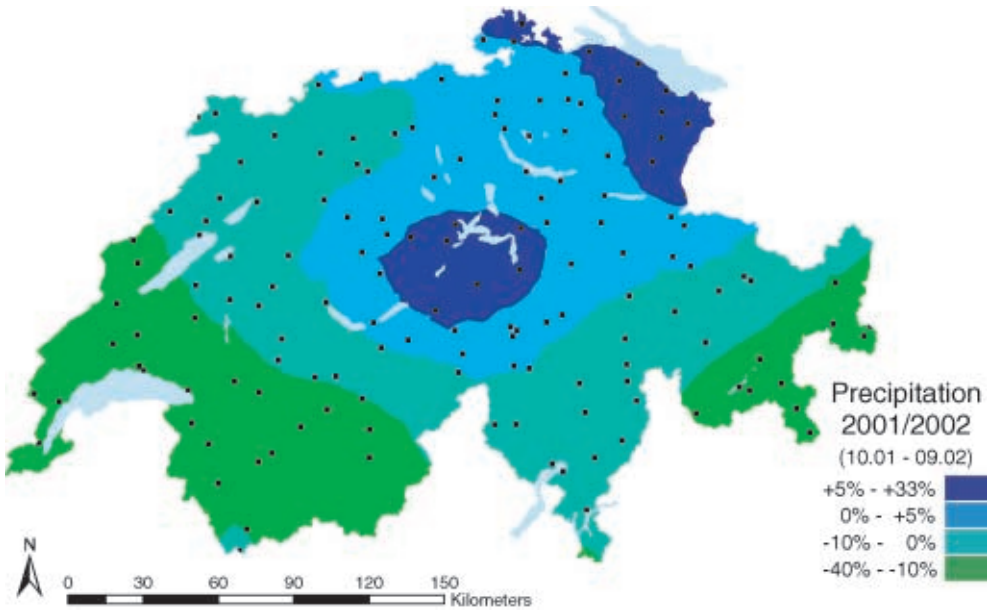 Precipitation
2001/2002
(10.01 - 09.02)
+5% - +33%
0% - +5%
-10% - 0%
-40% - -10%
N
0 30 60 90 120 150
Kilometers